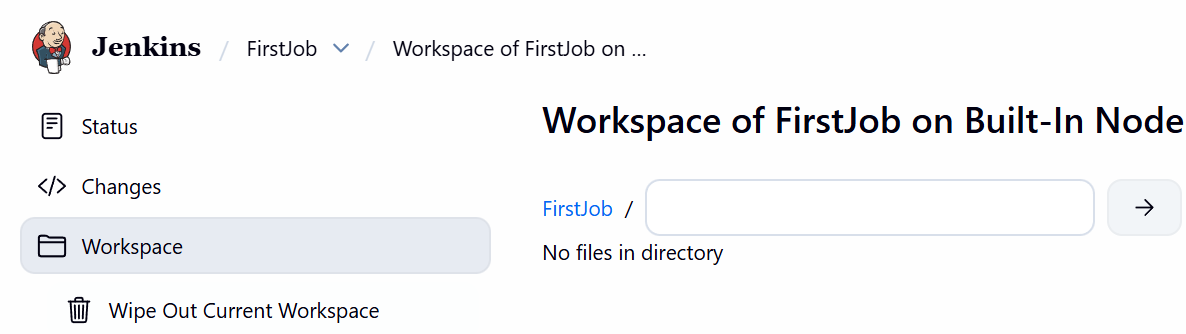 Jenkins / FirstJob / Workspace of FirstJob on ...
Status
Changes
Workspace
Wipe Out Current Workspace
Workspace of FirstJob on Built-In Node
FirstJob /
No files in directory